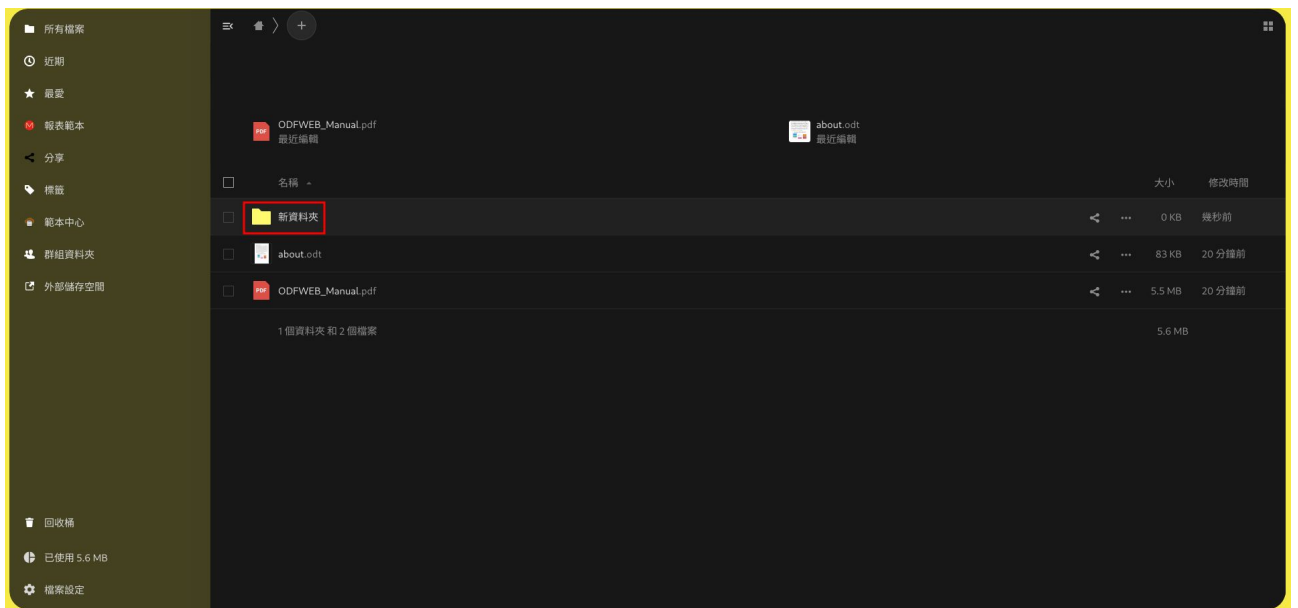 所有檔案
近期
最愛
報表範本
分享
標籤
範本中心
群組資料夾
外部儲存空間
回收桶
已使用 5.6 MB
檔案設定
ODFWEB_Manual.pdf
最近編輯
about.odt
最近編輯
名稱 大小 修改時間
新資料夾 0 KB 幾秒前
about.odt 83 KB 20 分鐘前
PDF ODFWEB_Manual.pdf 5.5 MB 20 分鐘前
1 個資料夾 和 2 個檔案 5.6 MB